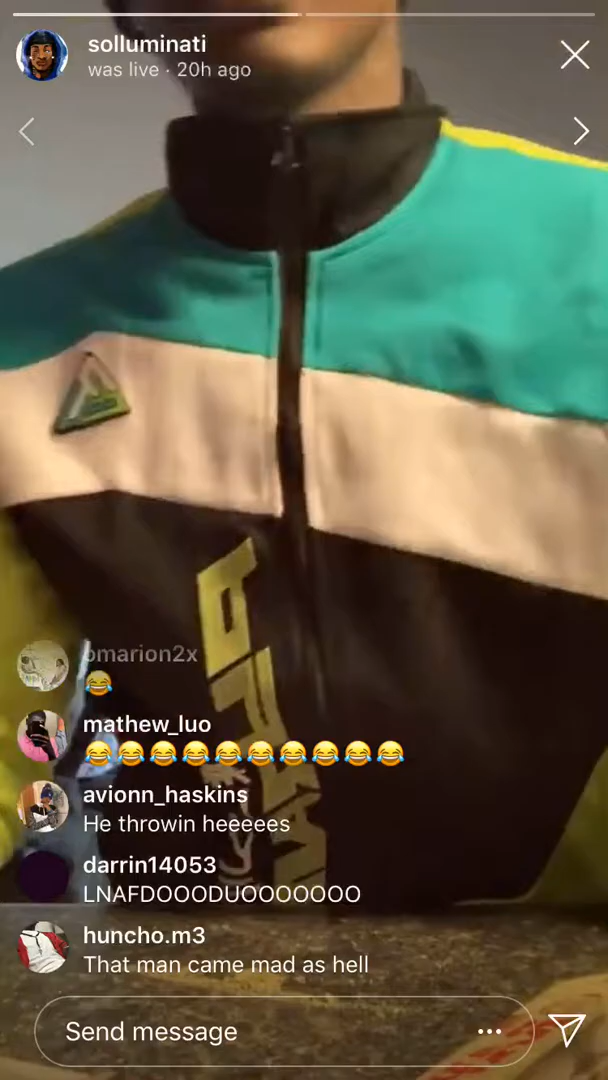 solluminati
was live · 20h ago
omarion2x
😂
mathew_luo
😂😂😂😂😂😂😂😂😂😂
avionn_haskins
He throwin heeeees
darrin14053
LNAFDOOODUOOOOOOO
huncho.m3
That man came mad as hell
Send message